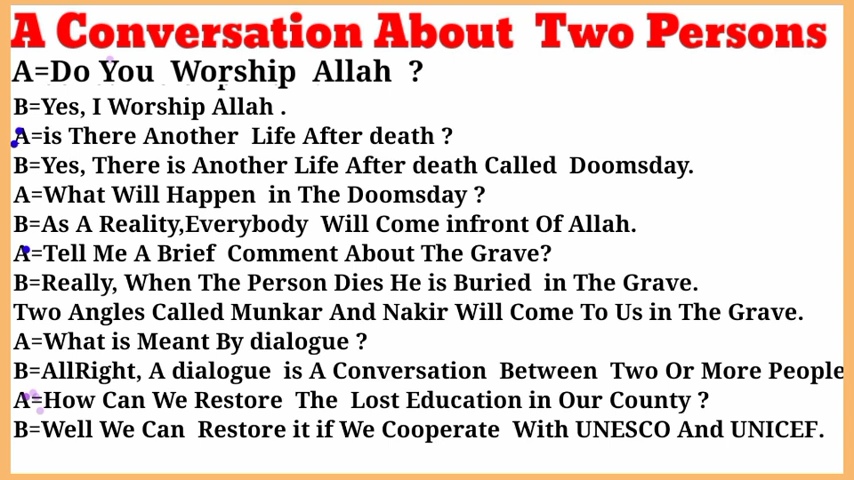 A Conversation About Two Persons
A=Do You Worship Allah ?
B=Yes, I Worship Allah .
A=is There Another Life After death ?
B=Yes, There is Another Life After death Called Doomsday.
A=What Will Happen in The Doomsday ?
B=As A Reality,Everybody Will Come infront Of Allah.
A=Tell Me A Brief Comment About The Grave?
B=Really, When The Person Dies He is Buried in The Grave.
Two Angles Called Munkar And Nakir Will Come To Us in The Grave.
A=What is Meant By dialogue ?
B=AllRight, A dialogue is A Conversation Between Two Or More People
A=How Can We Restore The Lost Education in Our County ?
B=Well We Can Restore it if We Cooperate With UNESCO And UNICEF.